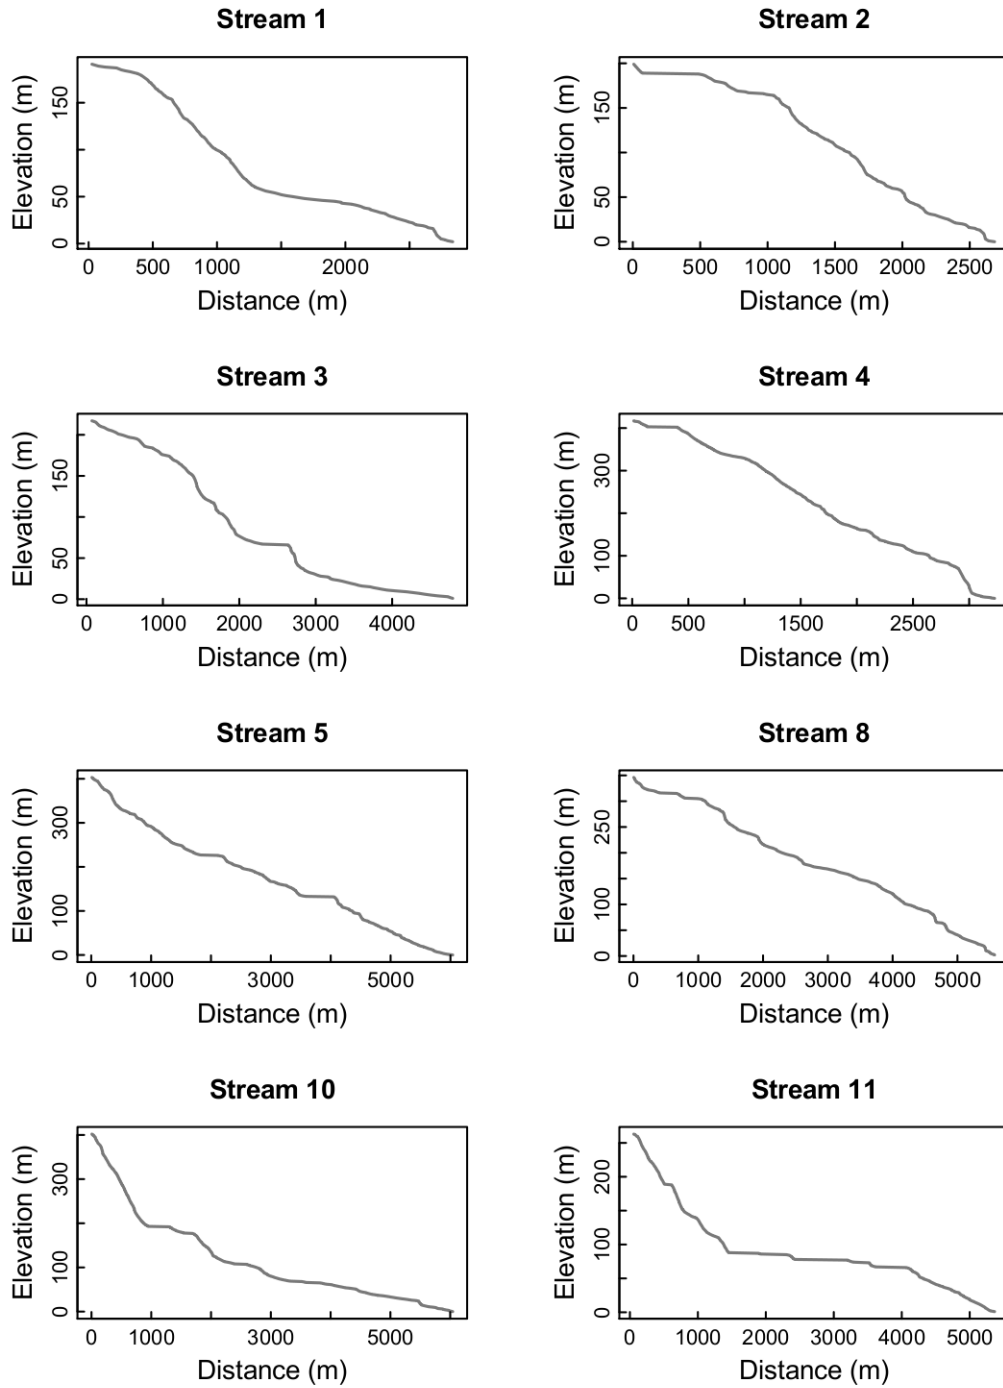 Stream 1
Elevation (m)
150
50
0
0 500 1000 2000
Distance (m)
Stream 2
Elevation (m)
100
50
0
0 500 1000 1500 2000 2500
Distance (m)
Stream 3
Elevation (m)
150
50
0
0 1000 2000 3000 4000
Distance (m)
Stream 4
Elevation (m)
300
100
0
0 500 1500 2500
Distance (m)
Stream 5
Elevation (m)
300
100
0
0 1000 3000 5000
Distance (m)
Stream 8
Elevation (m)
250
100
0
0 1000 2000 3000 4000 5000
Distance (m)
Stream 10
Elevation (m)
300
100
0
0 1000 3000 5000
Distance (m)
Stream 11
Elevation (m)
200
100
0
0 1000 2000 3000 4000 5000
Distance (m)